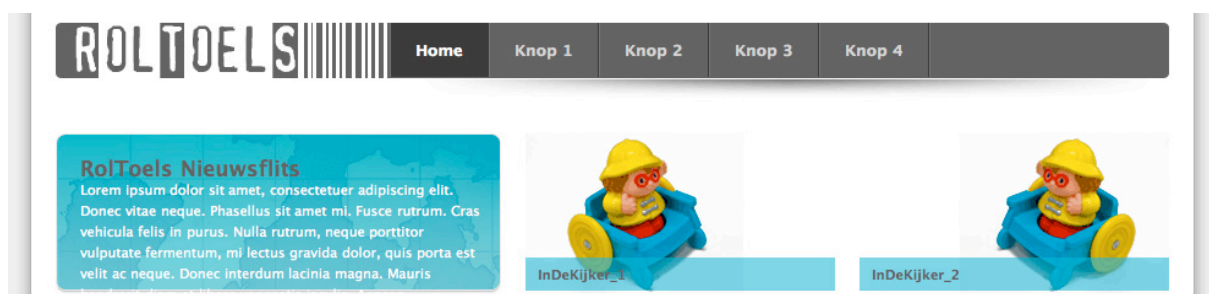 ROLTOELS
Home
Knop 1
Knop 2
Knop 3
Knop 4
RolToels Nieuwsflits
Lorem ipsum dolor sit amet, consectetuer adipiscing elit.
Donec vitae neque. Phasellus sit amet mi. Fusce rutrum. Cras
vehicula felis in purus. Nulla rutrum, neque porttitor
vulputate fermentum, mi lectus gravida dolor, quis porta est
velit ac neque. Donec interdum lacinia magna. Mauris
InDeKijker_1
InDeKijker_2